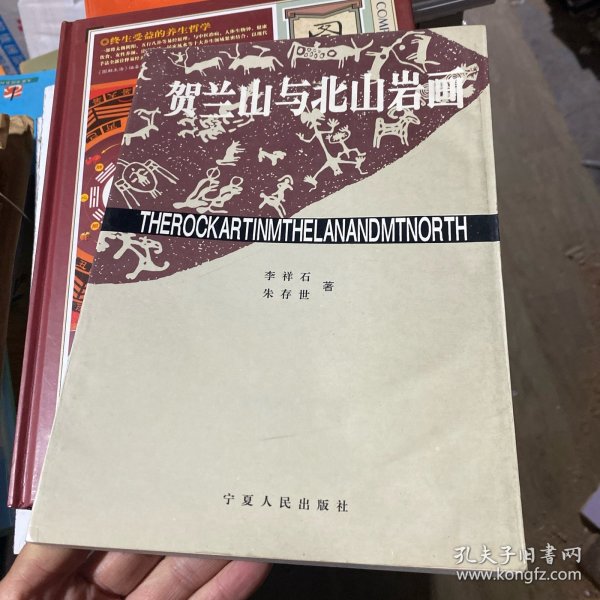 终生受益的养生哲学
COMP
贺兰山与北山岩画
THEROCKARTINMTHELANANDMTNORTH
李祥石
朱存世
著
宁夏人民出版社
孔夫子旧书网
www.kongfz.com